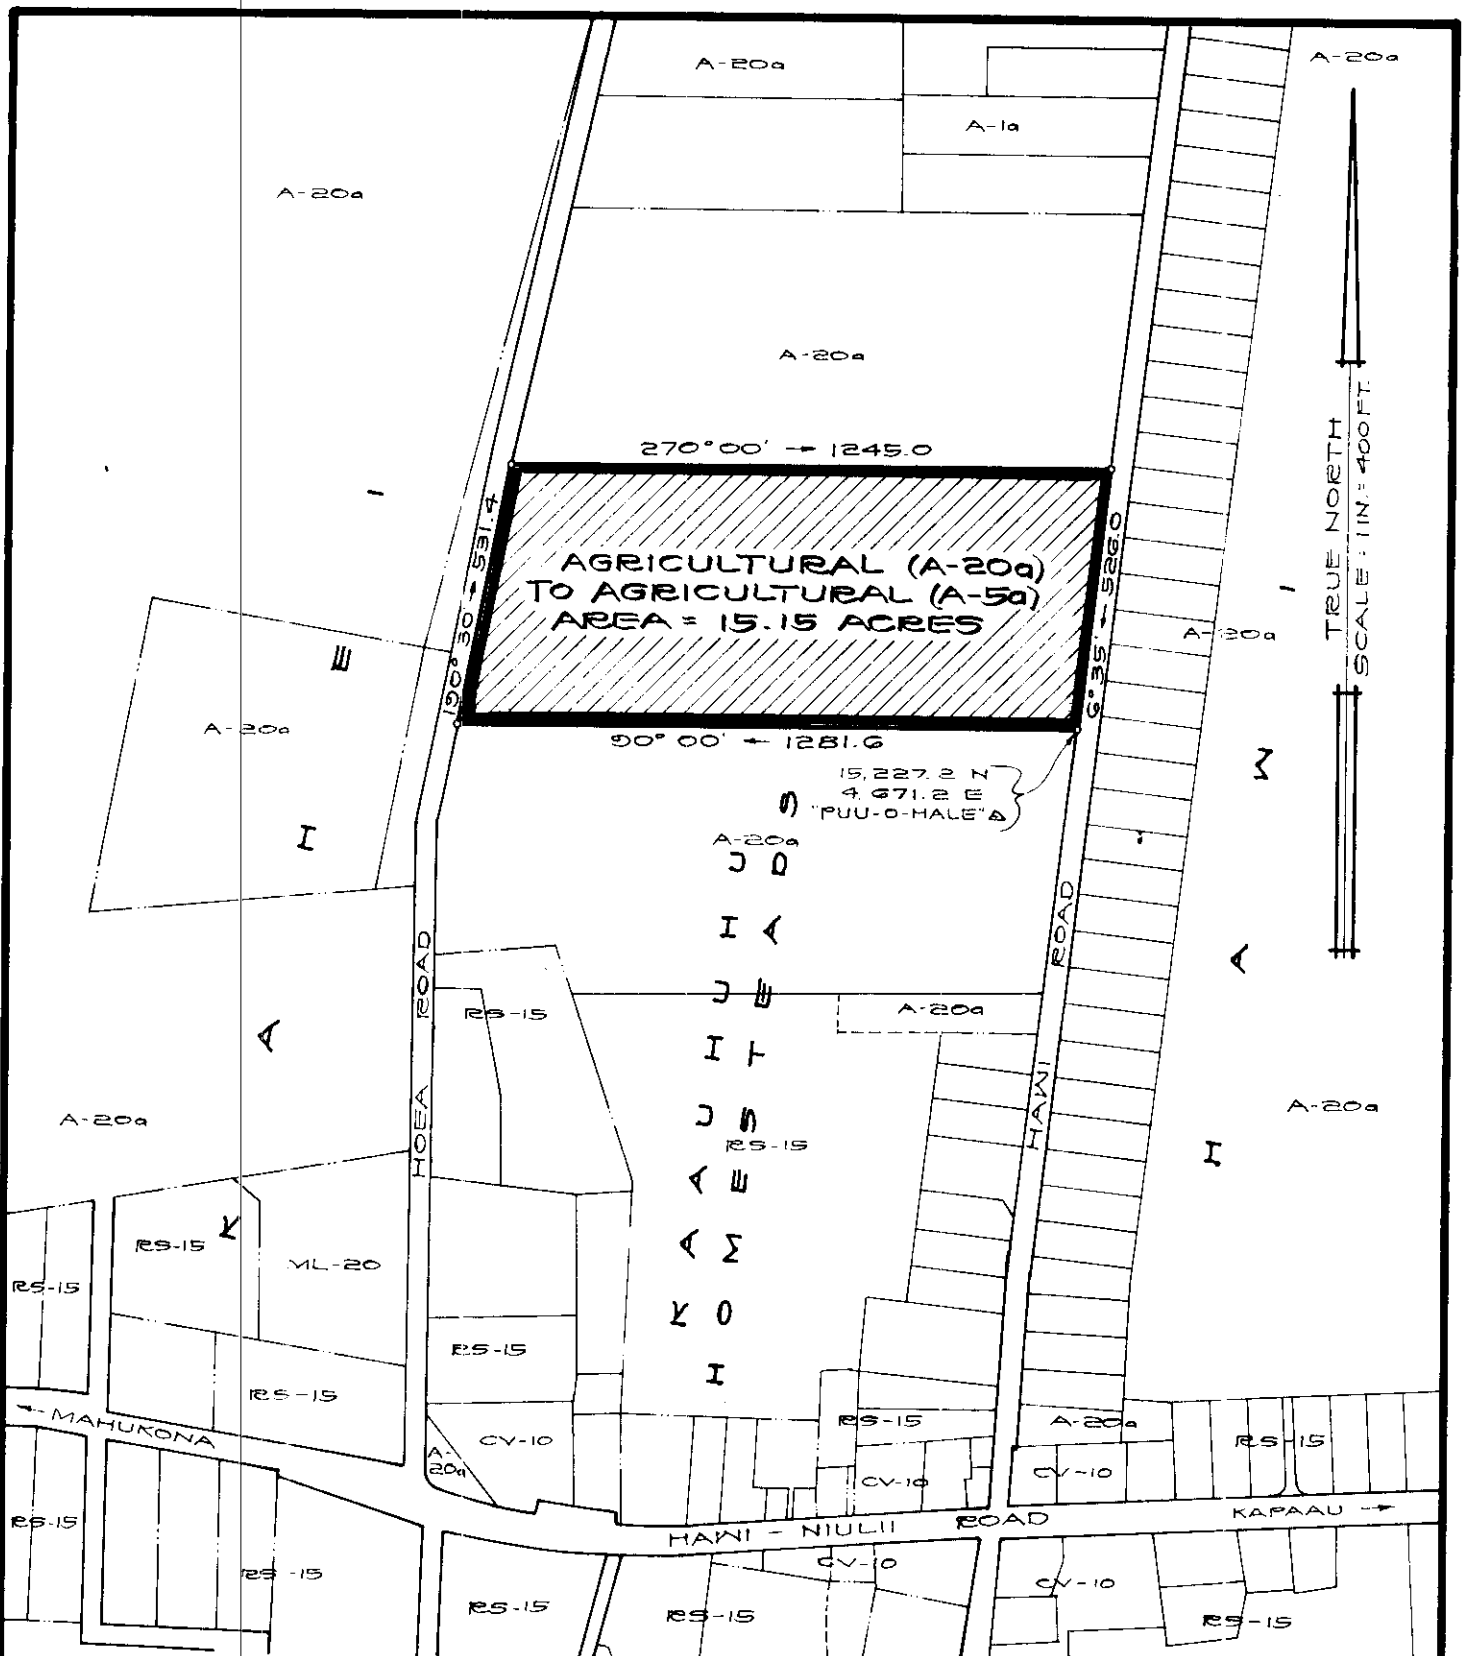 A-20a
A-20a
A-1a
A-20a
A-20a
270°00' → 1245.0
190° 30' → 531.4
6° 35' ← 526.0
AGRICULTURAL (A-20a)
TO AGRICULTURAL (A-5a)
AREA = 15.15 ACRES
90° 00' ← 1281.6
15,227.2 N
4,671.2 E
"PUU-O-HALE" △
TRUE NORTH
SCALE : 1 IN. = 400 FT.
A-20a
A-20a
A-20a
KAIEI
KAAUIJIUS
IOMESTEAD
IAM
HOEA ROAD
HAWI ROAD
RS-15
A-20a
A-20a
A-20a
RS-15
RS-15
ML-20
RS-15
RS-15
RS-15
← MAHUKONA
A-20a
CV-10
RS-15
CV-10
A-20a
CV-10
RS-15
HAWI - NIULII ROAD
KAPAAU →
RS-15
RS-15
RS-15
RS-15
CV-10
CV-10
RS-15